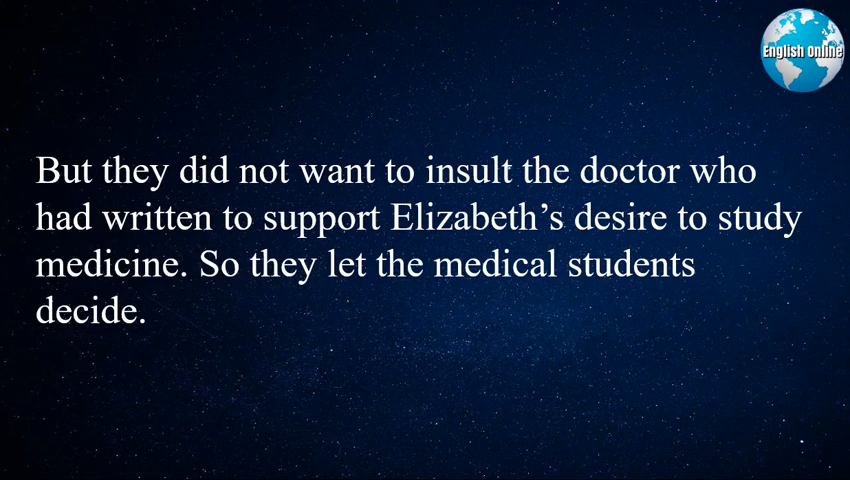 English Online
But they did not want to insult the doctor who
had written to support Elizabeth’s desire to study
medicine. So they let the medical students
decide.